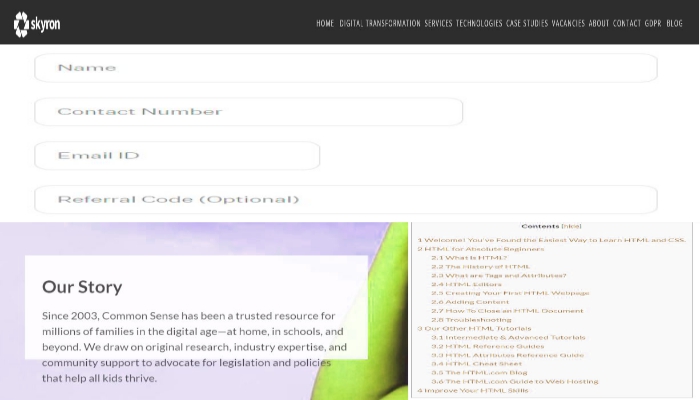 skyron
HOME DIGITAL TRANSFORMATION SERVICES TECHNOLOGIES CASE STUDIES VACANCIES ABOUT CONTACT GDPR BLOG
Name
Contact Number
Email ID
Referral Code (Optional)
Our Story
Since 2003, Common Sense has been a trusted resource for
millions of families in the digital age—at home, in schools, and
beyond. We draw on original research, industry expertise, and
community support to advocate for legislation and policies
that help all kids thrive.
Contents [hide]
1 Welcome! You've Found the Easiest Way to Learn HTML and CSS.
2 HTML for Absolute Beginners
2.1 What Is HTML?
2.2 The History of HTML
2.3 What are Tags and Attributes?
2.4 HTML Editors
2.5 Creating Your First HTML Webpage
2.6 Adding Content
2.7 How To Close an HTML Document
2.8 Troubleshooting
3 Our Other HTML Tutorials
3.1 Intermediate & Advanced Tutorials
3.2 HTML Reference Guides
3.3 HTML Attributes Reference Guide
3.4 HTML Cheat Sheet
3.5 The HTML.com Blog
3.6 The HTML.com Guide to Web Hosting
4 Improve Your HTML Skills